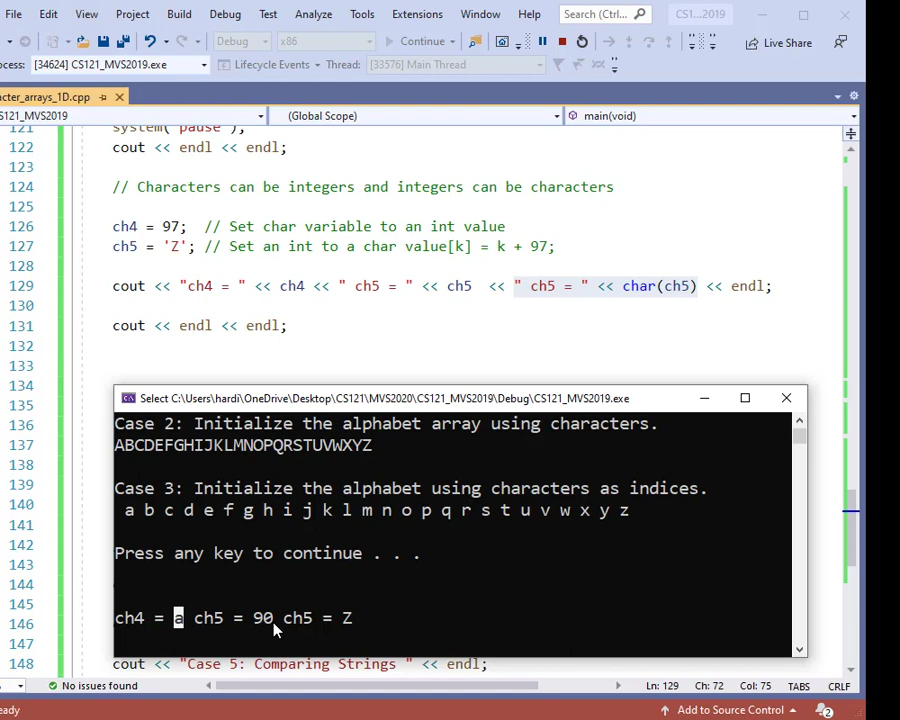 File Edit View Project Build Debug Test Analyze Tools Extensions Window Help Search (Ctrl... CS1...2019
Debug x86 Continue Live Share
ocess: [34624] CS121_MVS2019.exe Lifecycle Events Thread: [33576] Main Thread
cter_arrays_1D.cpp
S121_MVS2019 (Global Scope) main(void)
121 system("pause");
122 cout << endl << endl;
123
124 // Characters can be integers and integers can be characters
125
126 ch4 = 97; // Set char variable to an int value
127 ch5 = 'Z'; // Set an int to a char value[k] = k + 97;
128
129 cout << "ch4 = " << ch4 << " ch5 = " << ch5 << " ch5 = " << char(ch5) << endl;
130
131 cout << endl << endl;
132
133
134
135
136
137
138
139
140
141
142
143
144
145
146
147
148 cout << "Case 5: Comparing Strings " << endl;
Select C:\Users\hardi\OneDrive\Desktop\CS121\MVS2020\CS121_MVS2019\Debug\CS121_MVS2019.exe
Case 2: Initialize the alphabet array using characters.
ABCDEFGHIJKLMNOPQRSTUVWXYZ
Case 3: Initialize the alphabet using characters as indices.
a b c d e f g h i j k l m n o p q r s t u v w x y z
Press any key to continue . . .
ch4 = a ch5 = 90 ch5 = Z
No issues found Ln: 129 Ch: 72 Col: 75 TABS CRLF
eady Add to Source Control 2